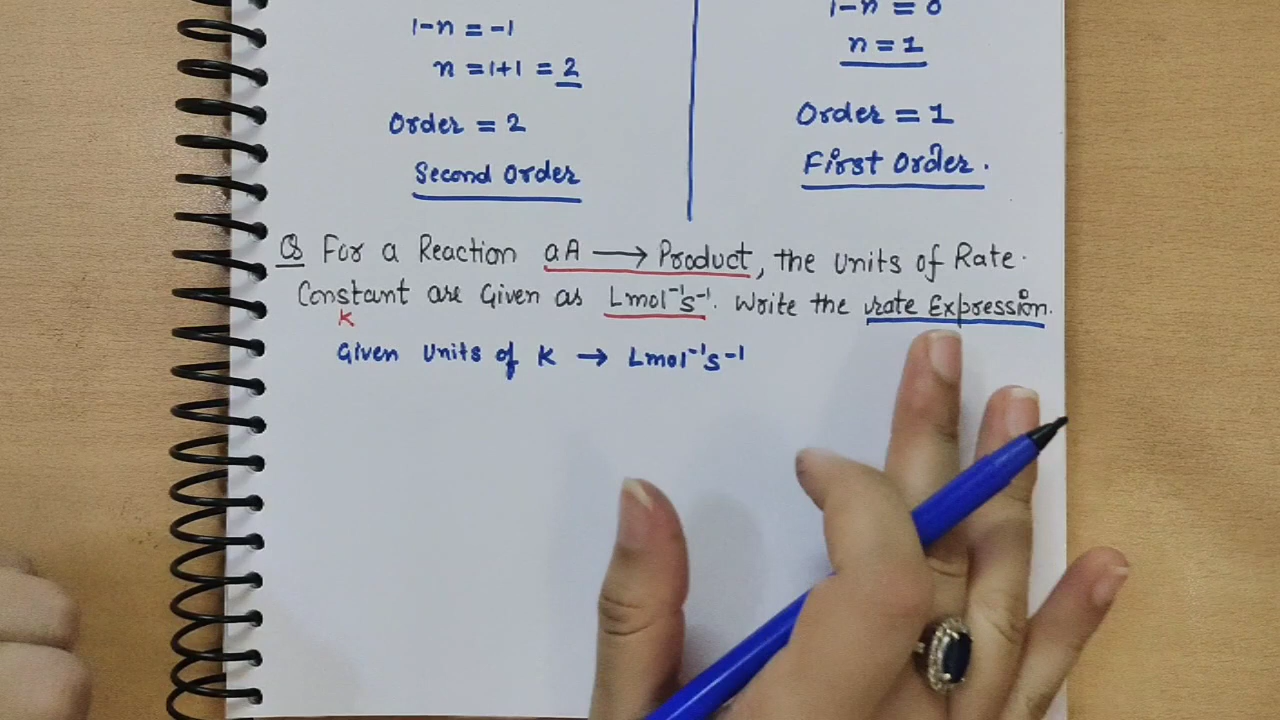 1-n = -1
n = 1+1 = 2
Order = 2
Second Order
1-n = 0
n = 1
Order = 1
First Order.
Q For a Reaction aA ⟶ Product, the Units of Rate.
Constant are Given as Lmol⁻¹s⁻¹. Write the rate Expression.
K
Given Units of K → Lmol⁻¹s⁻¹